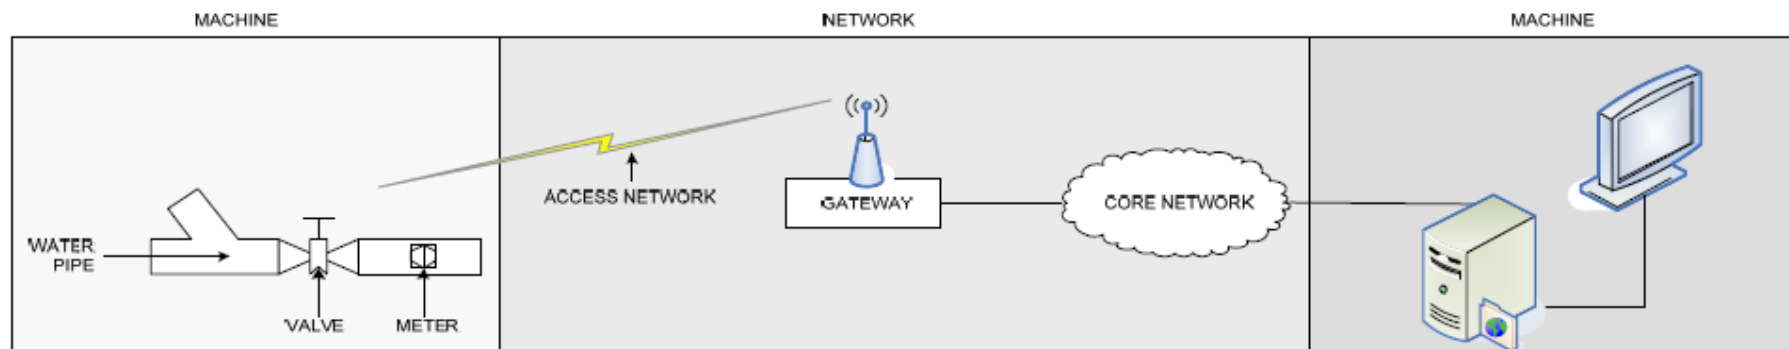 MACHINE
NETWORK
MACHINE
ACCESS NETWORK
GATEWAY
CORE NETWORK
WATER
PIPE
VALVE
METER